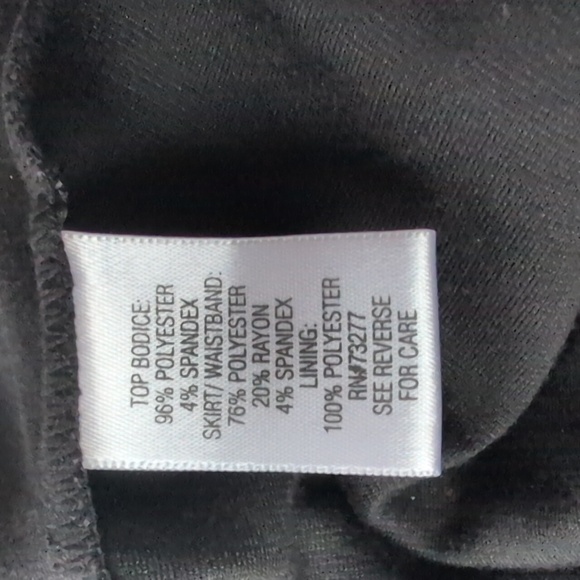 TOP BODICE:
96% POLYESTER
4% SPANDEX
SKIRT/ WAISTBAND:
76% POLYESTER
20% RAYON
4% SPANDEX
LINING:
100% POLYESTER
RN#73277
SEE REVERSE
FOR CARE